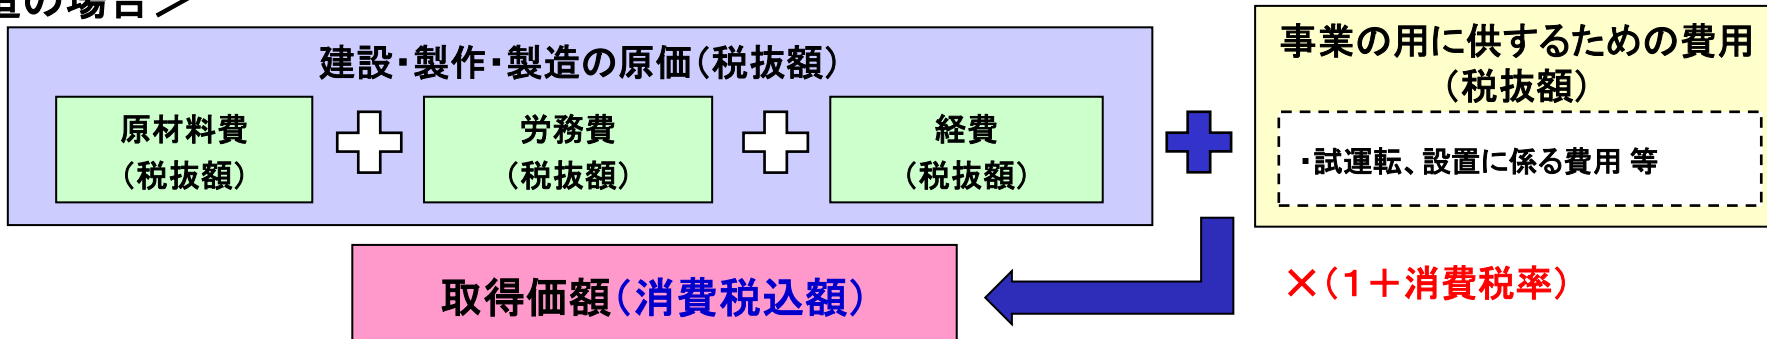 の場合＞
建設・製作・製造の原価（税抜額）
原材料費
（税抜額）
労務費
（税抜額）
経費
（税抜額）
事業の用に供するための費用
（税抜額）
・試運転、設置に係る費用 等
×（１＋消費税率）
取得価額（消費税込額）